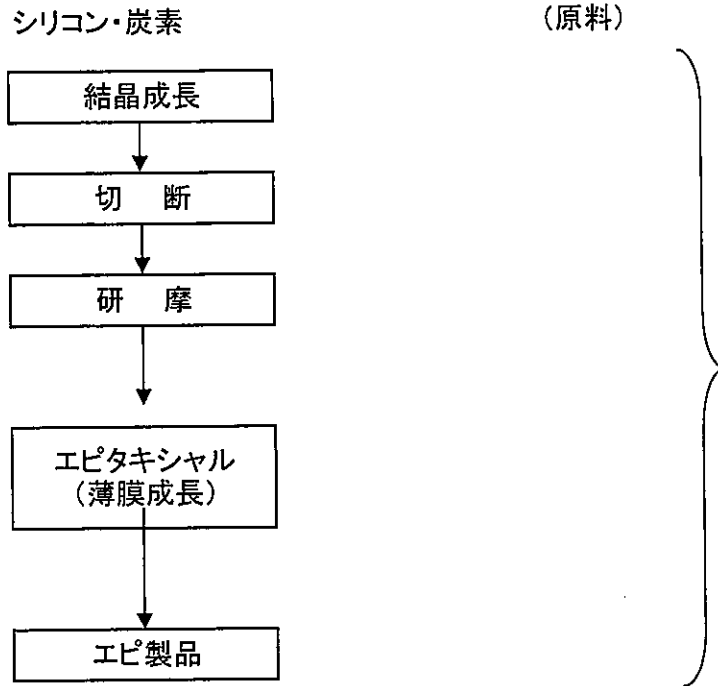 シリコン・炭素
(原料)
結晶成長
切　断
研　摩
エピタキシャル
(薄膜成長)
エピ製品